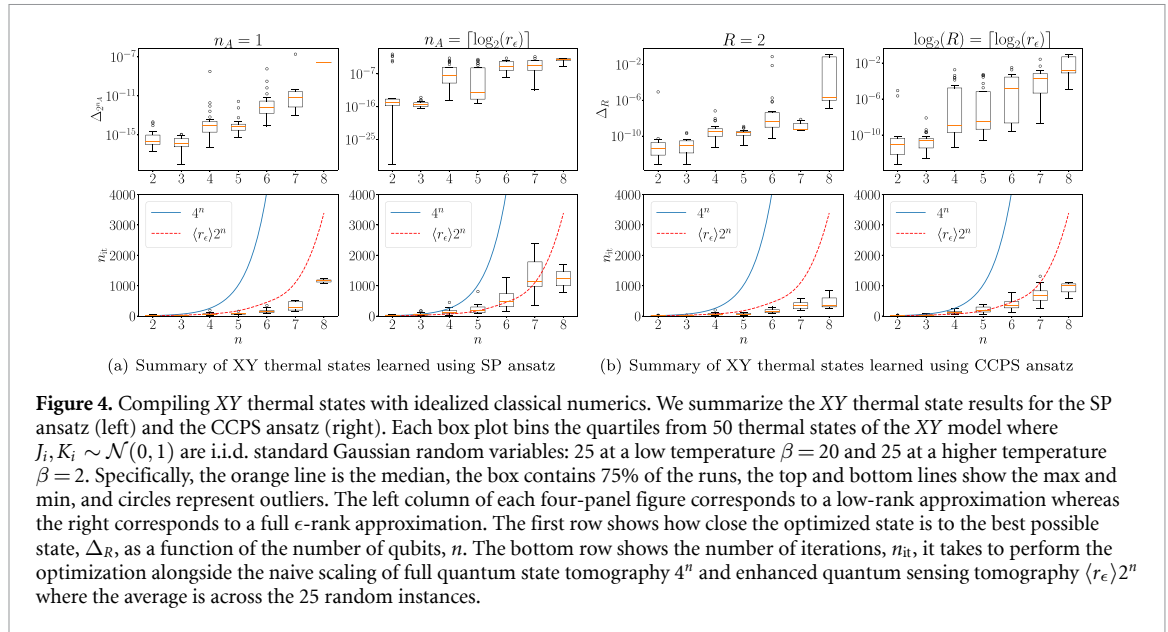 n_A = 1
n_A = ⌈log₂(r_ϵ)⌉
R = 2
log₂(R) = ⌈log₂(r_ϵ)⌉
Δ_{2^{n_A}}
10⁻⁷
10⁻¹¹
10⁻¹⁵
2 3 4 5 6 7 8
10⁻⁷
10⁻¹⁶
10⁻²⁵
2 3 4 5 6 7 8
Δ_R
10⁻²
10⁻⁶
10⁻¹⁰
2 3 4 5 6 7 8
10⁻²
10⁻⁶
10⁻¹⁰
2 3 4 5 6 7 8
n_it
4000
3000
2000
1000
0
4ⁿ
⟨r_ϵ⟩2ⁿ
2 3 4 5 6 7 8
n
4000
3000
2000
1000
0
4ⁿ
⟨r_ϵ⟩2ⁿ
2 3 4 5 6 7 8
n
n_it
4000
3000
2000
1000
0
4ⁿ
⟨r_ϵ⟩2ⁿ
2 3 4 5 6 7 8
n
4000
3000
2000
1000
0
4ⁿ
⟨r_ϵ⟩2ⁿ
2 3 4 5 6 7 8
n
(a) Summary of XY thermal states learned using SP ansatz
(b) Summary of XY thermal states learned using CCPS ansatz
Figure 4. Compiling XY thermal states with idealized classical numerics. We summarize the XY thermal state results for the SP
ansatz (left) and the CCPS ansatz (right). Each box plot bins the quartiles from 50 thermal states of the XY model where
J_i, K_i ∼ 𝒩(0, 1) are i.i.d. standard Gaussian random variables: 25 at a low temperature β = 20 and 25 at a higher temperature
β = 2. Specifically, the orange line is the median, the box contains 75% of the runs, the top and bottom lines show the max and
min, and circles represent outliers. The left column of each four-panel figure corresponds to a low-rank approximation whereas
the right corresponds to a full ϵ-rank approximation. The first row shows how close the optimized state is to the best possible
state, Δ_R, as a function of the number of qubits, n. The bottom row shows the number of iterations, n_it, it takes to perform the
optimization alongside the naive scaling of full quantum state tomography 4ⁿ and enhanced quantum sensing tomography ⟨r_ϵ⟩2ⁿ
where the average is across the 25 random instances.